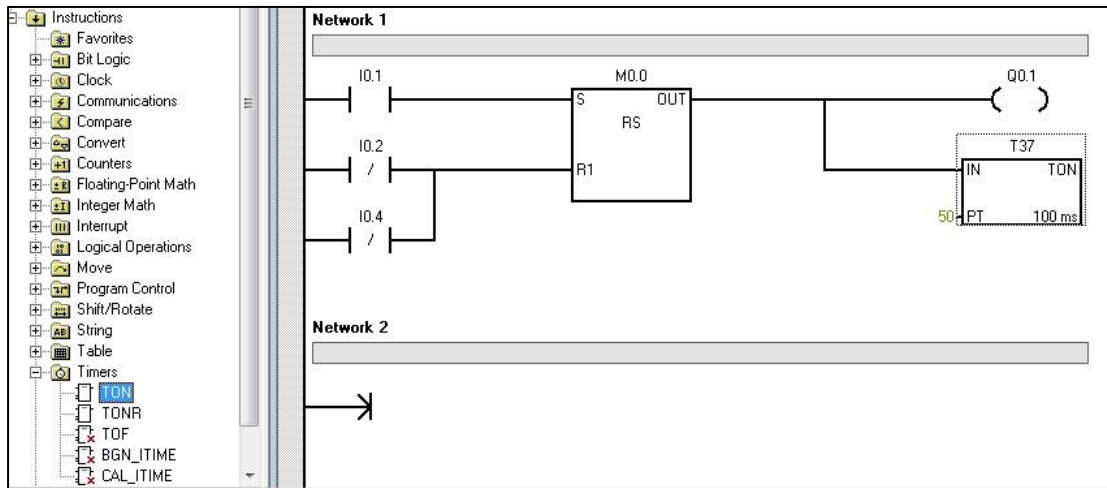 Instructions
Favorites
Bit Logic
Clock
Communications
Compare
Convert
Counters
Floating-Point Math
Integer Math
Interrupt
Logical Operations
Move
Program Control
Shift/Rotate
String
Table
Timers
TON
TONR
TOF
BGN_ITIME
CAL_ITIME
Network 1
I0.1
M0.0
Q0.1
S OUT
RS
I0.2
R1
I0.4
T37
IN TON
50 PT 100 ms
Network 2